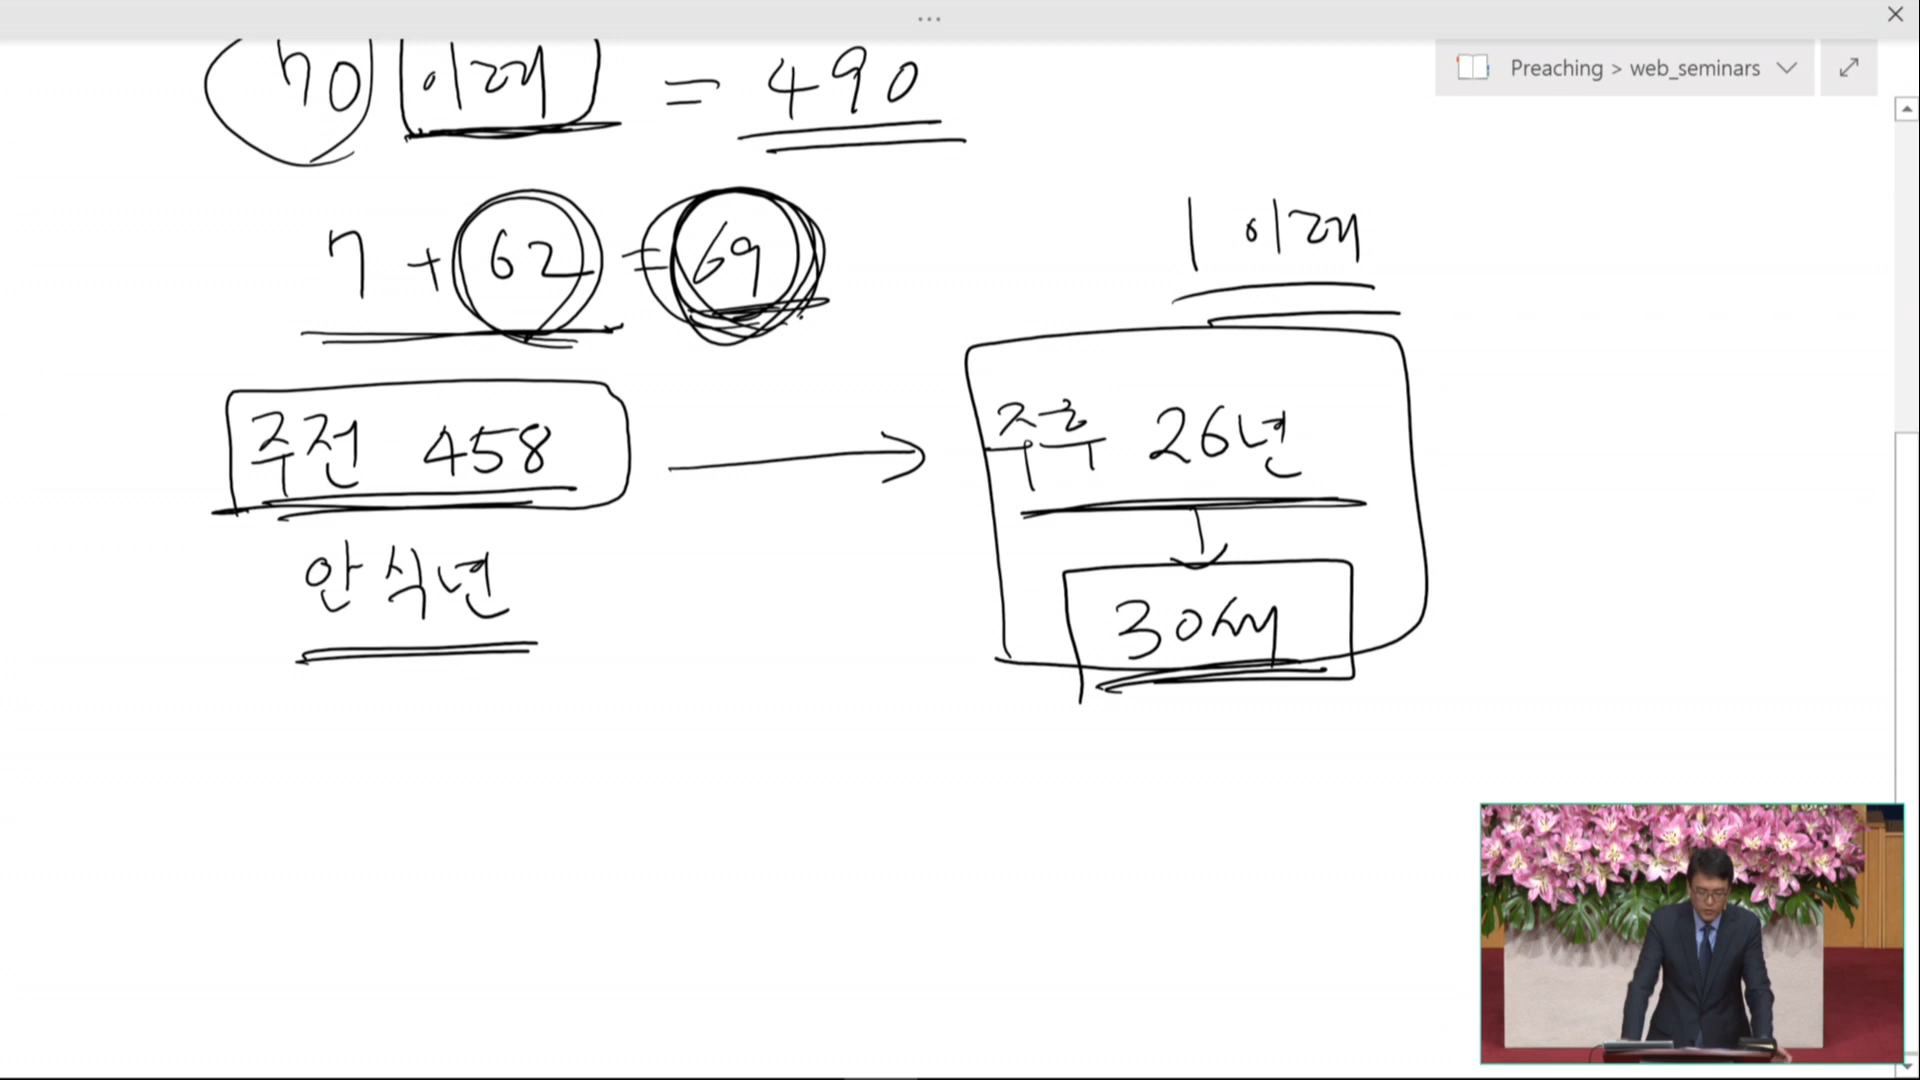 ...
Preaching > web_seminars
70 이레 = 490
7 + 62 = 69
1 이레
주전 458
주후 26년
안식년
30세